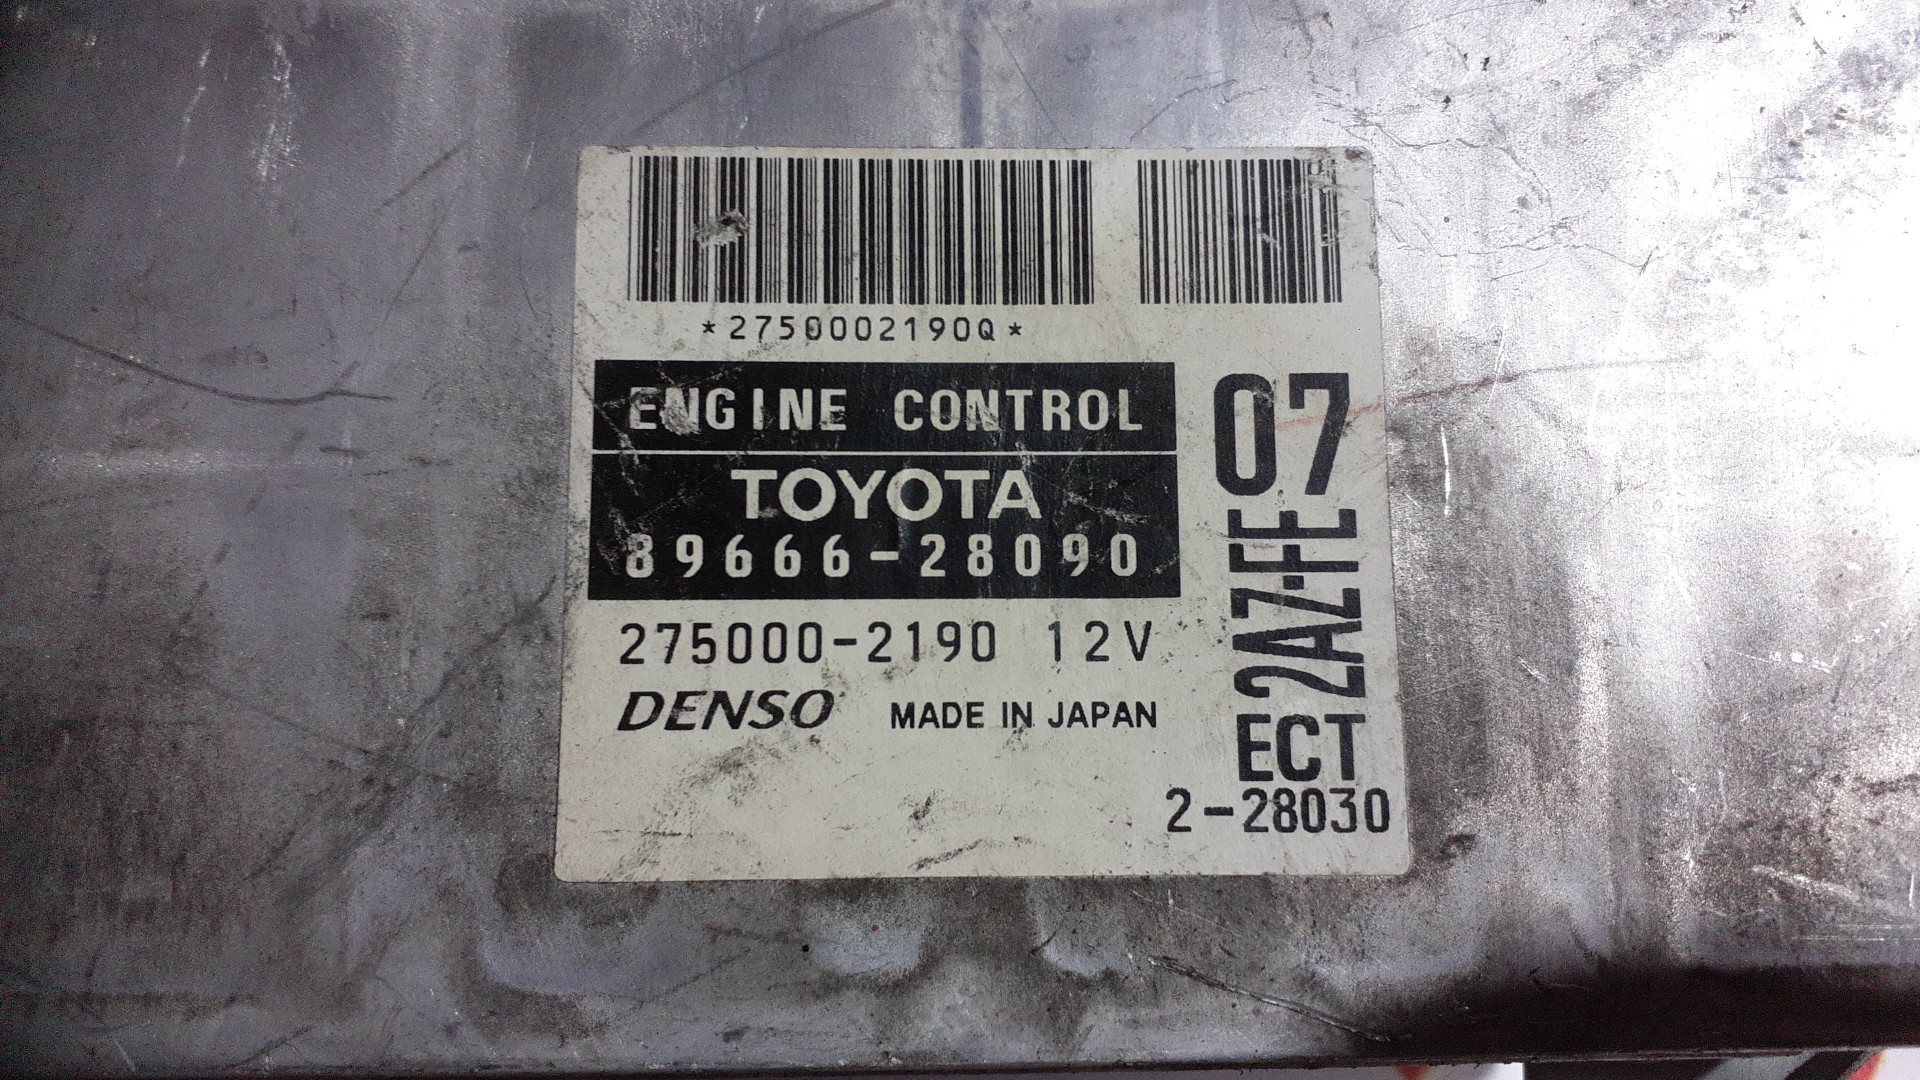 *2750002190Q*
ENGINE CONTROL
TOYOTA
89666-28090
275000-2190 12V
DENSO MADE IN JAPAN
07
2AZ-FE
ECT
2-28030